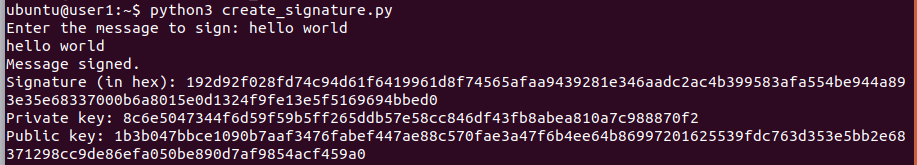 ubuntu@user1:~$ python3 create_signature.py
Enter the message to sign: hello world
hello world
Message signed.
Signature (in hex): 192d92f028fd74c94d61f6419961d8f74565afaa9439281e346aadc2ac4b399583afa554be944a89
3e35e68337000b6a8015e0d1324f9fe13e5f5169694bbed0
Private key: 8c6e5047344f6d59f59b5ff265ddb57e58cc846df43fb8abea810a7c988870f2
Public key: 1b3b047bbce1090b7aaf3476fabef447ae88c570fae3a47f6b4ee64b86997201625539fdc763d353e5bb2e68
371298cc9de86efa050be890d7af9854acf459a0